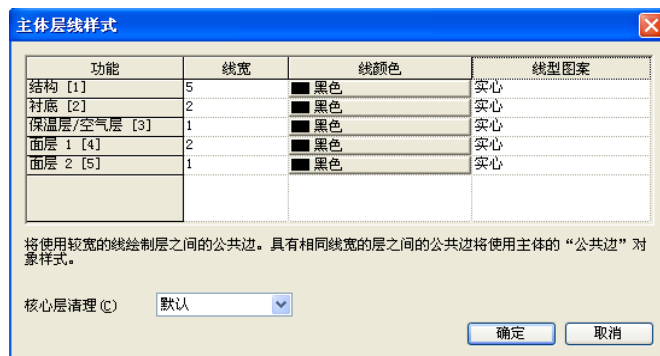 主体层线样式
功能 线宽 线颜色 线型图案
结构 [1] 5 黑色 实心
衬底 [2] 2 黑色 实心
保温层/空气层 [3] 1 黑色 实心
面层 1 [4] 2 黑色 实心
面层 2 [5] 1 黑色 实心
将使用较宽的线绘制层之间的公共边。具有相同线宽的层之间的公共边将使用主体的“公共边”对
象样式。
核心层清理(C) 默认
确定 取消